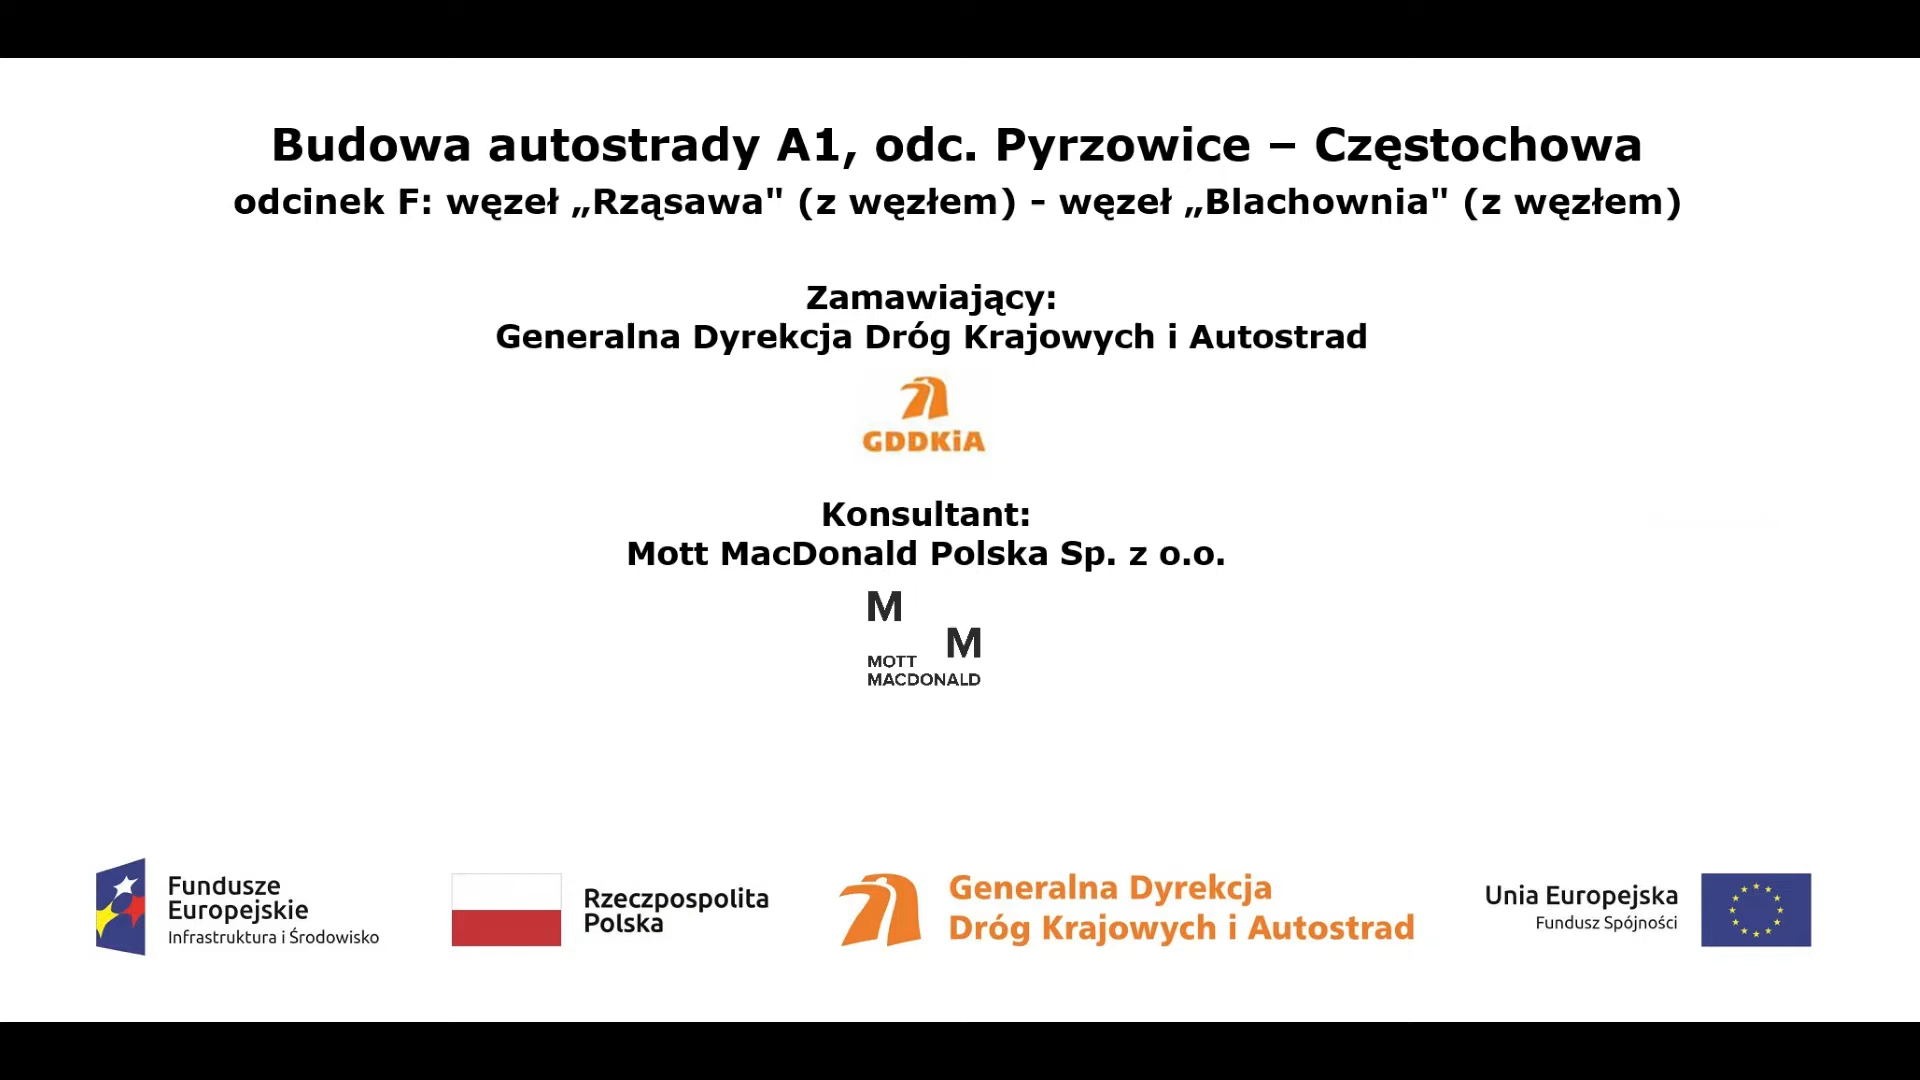 Budowa autostrady A1, odc. Pyrzowice – Częstochowa
odcinek F: węzeł „Rząsawa" (z węzłem) - węzeł „Blachownia" (z węzłem)
Zamawiający:
Generalna Dyrekcja Dróg Krajowych i Autostrad
GDDKiA
Konsultant:
Mott MacDonald Polska Sp. z o.o.
M
M
MOTT
MACDONALD
Fundusze
Europejskie
Infrastruktura i Środowisko
Rzeczpospolita
Polska
Generalna Dyrekcja
Dróg Krajowych i Autostrad
Unia Europejska
Fundusz Spójności